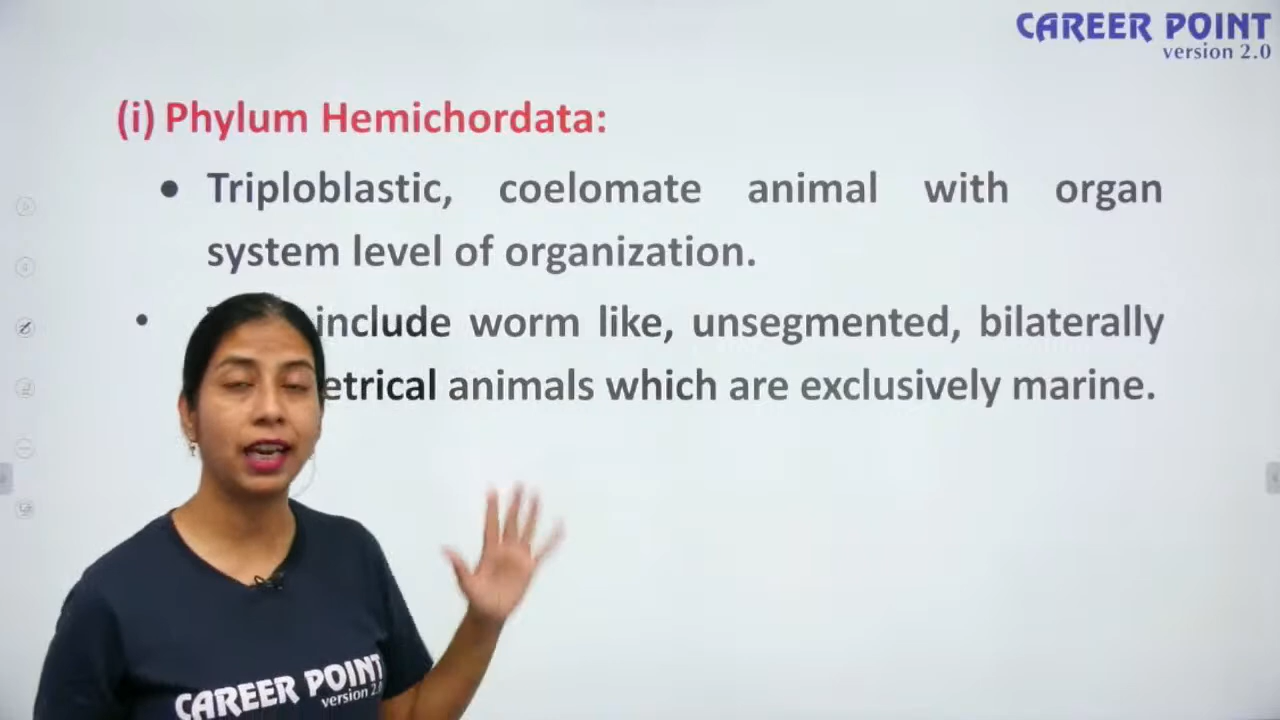 CAREER POINT
version 2.0
(i) Phylum Hemichordata:
• Triploblastic, coelomate animal with organ
system level of organization.
• include worm like, unsegmented, bilaterally
etrical animals which are exclusively marine.
CAREER POINT
version 2.